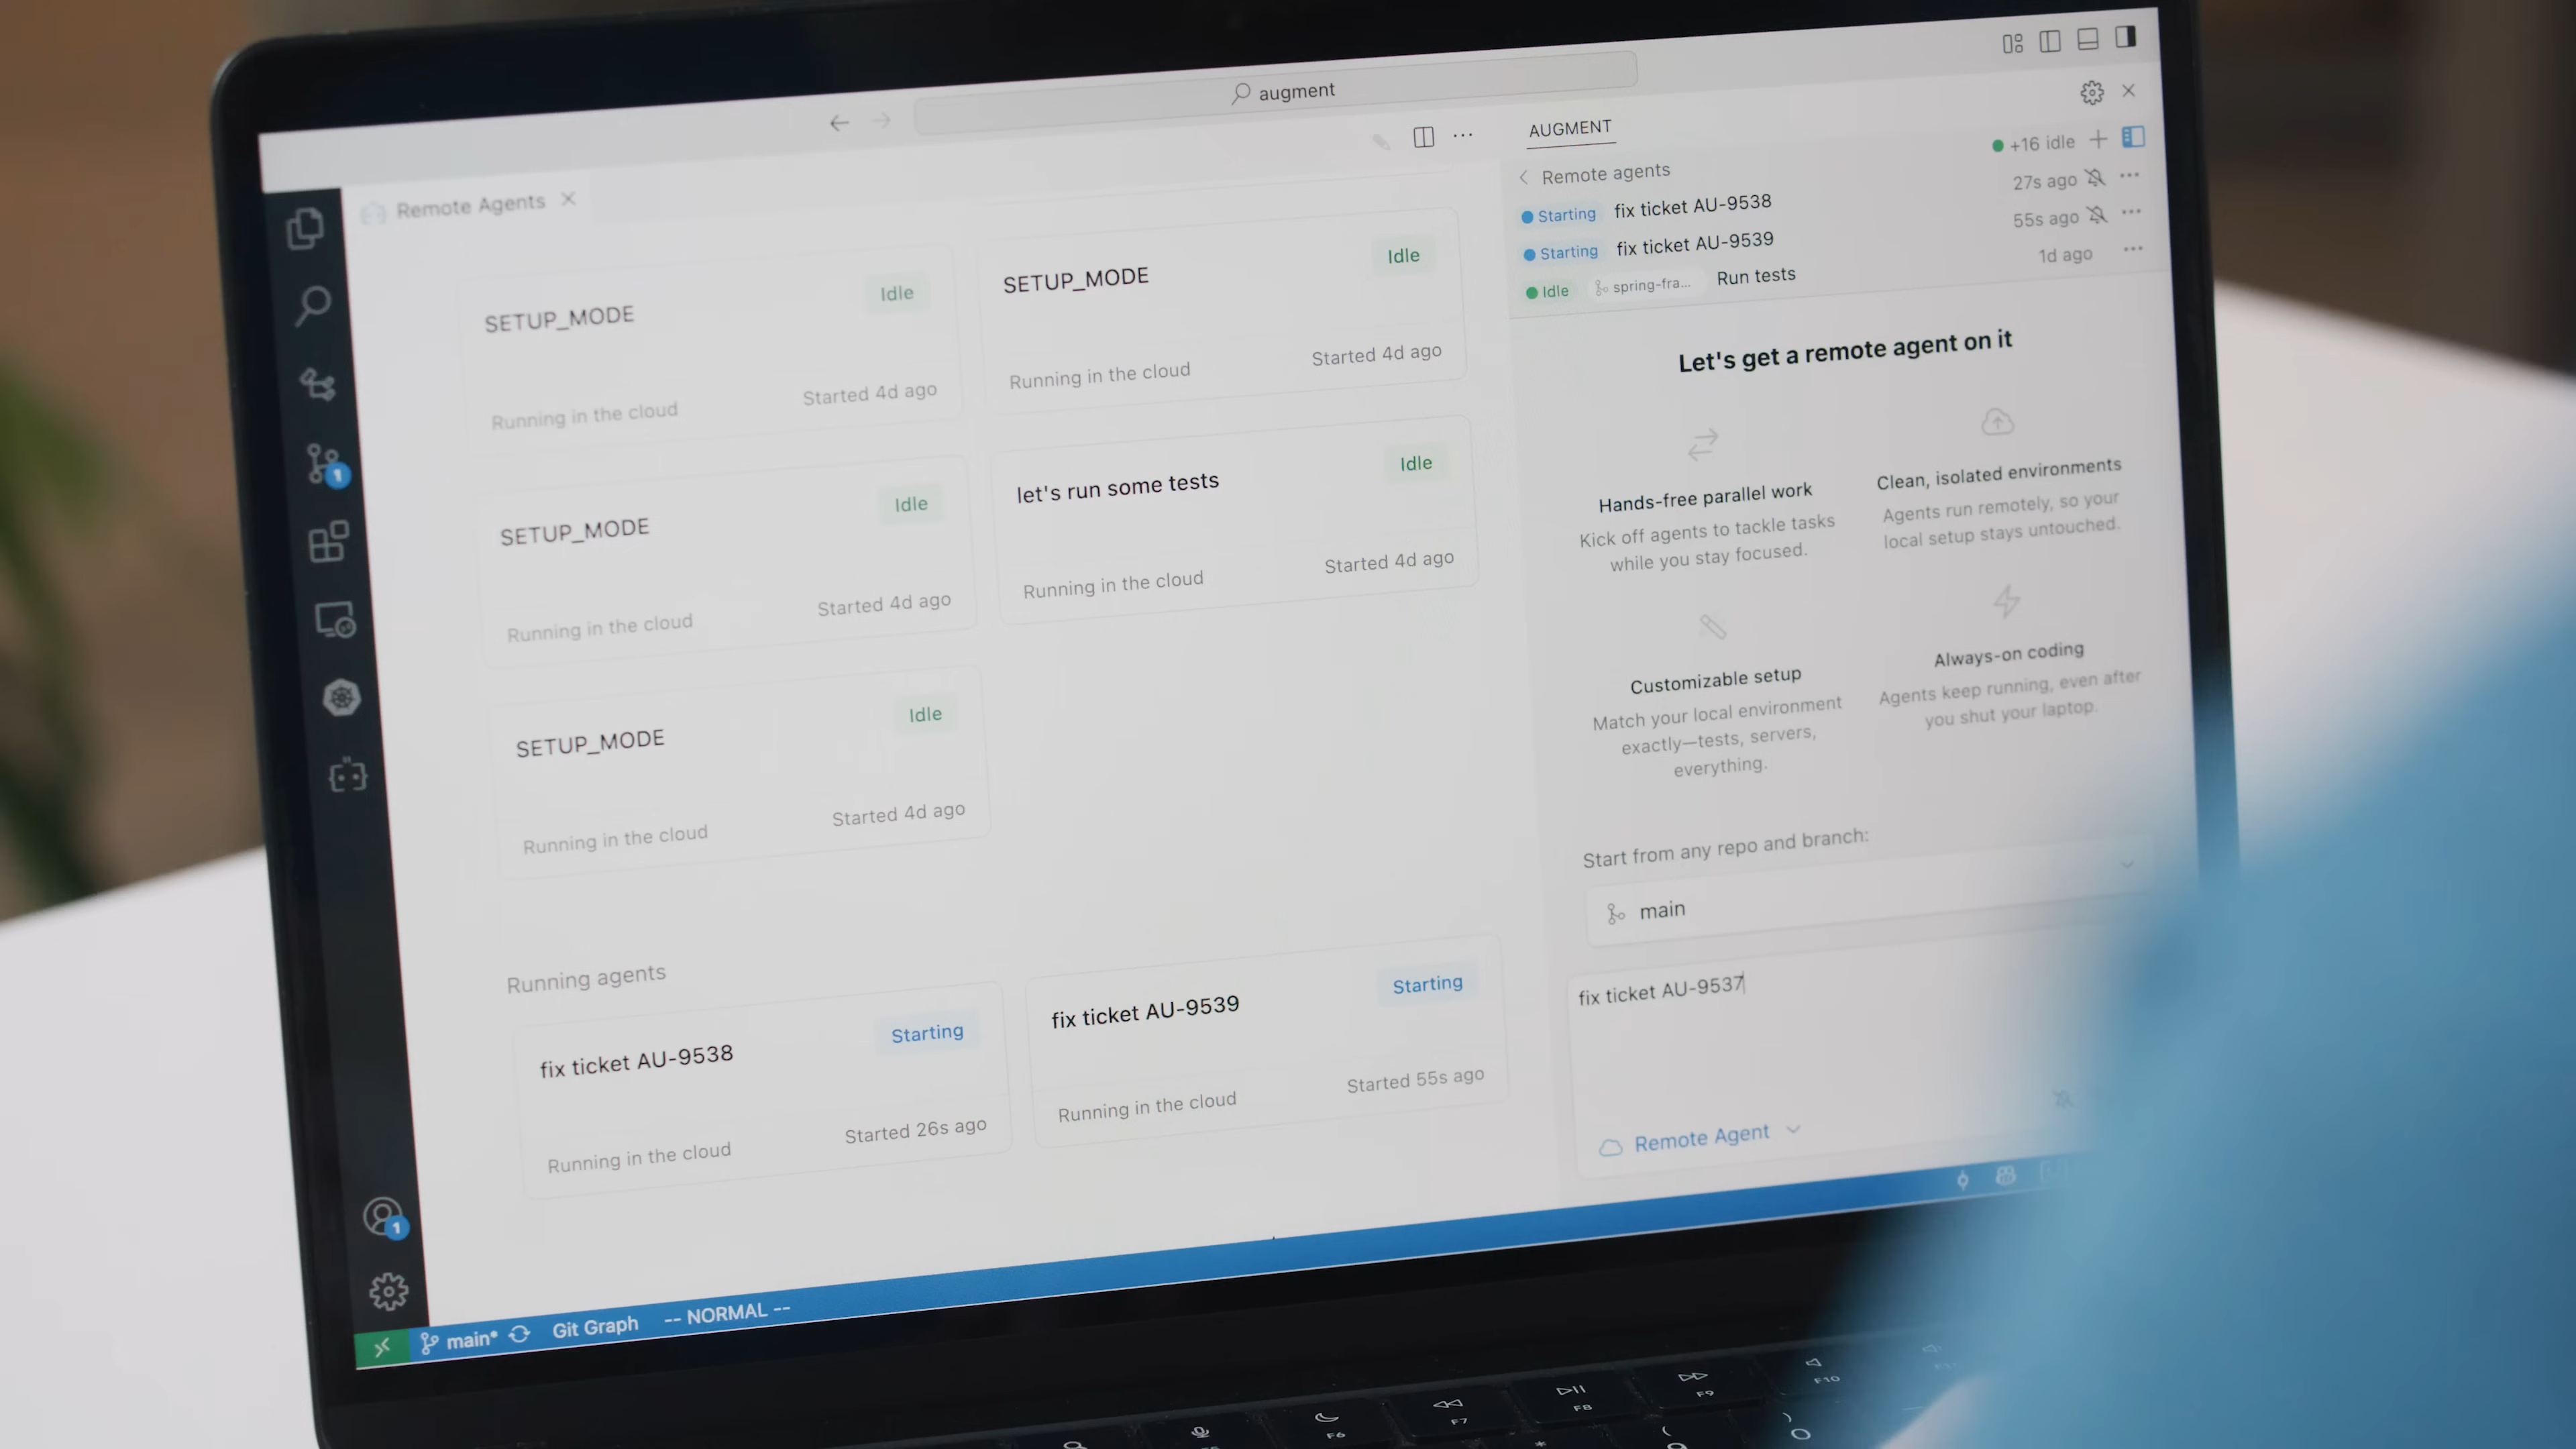 augment
Remote Agents
SETUP_MODE
Idle
Running in the cloud
Started 4d ago
SETUP_MODE
Idle
Running in the cloud
Started 4d ago
SETUP_MODE
Idle
Running in the cloud
Started 4d ago
let's run some tests
Idle
Running in the cloud
Started 4d ago
SETUP_MODE
Idle
Running in the cloud
Started 4d ago
Running agents
fix ticket AU-9538
Starting
Running in the cloud
Started 26s ago
fix ticket AU-9539
Starting
Running in the cloud
Started 55s ago
AUGMENT
Remote agents
+16 idle
Starting fix ticket AU-9538 27s ago
Starting fix ticket AU-9539 55s ago
Idle spring-fra... Run tests 1d ago
Let's get a remote agent on it
Hands-free parallel work
Kick off agents to tackle tasks
while you stay focused.
Clean, isolated environments
Agents run remotely, so your
local setup stays untouched.
Customizable setup
Match your local environment
exactly—tests, servers,
everything.
Always-on coding
Agents keep running, even after
you shut your laptop.
Start from any repo and branch:
main
fix ticket AU-9537
Remote Agent
1
1
main* Git Graph -- NORMAL --
F6
F7
F8
F9
F10